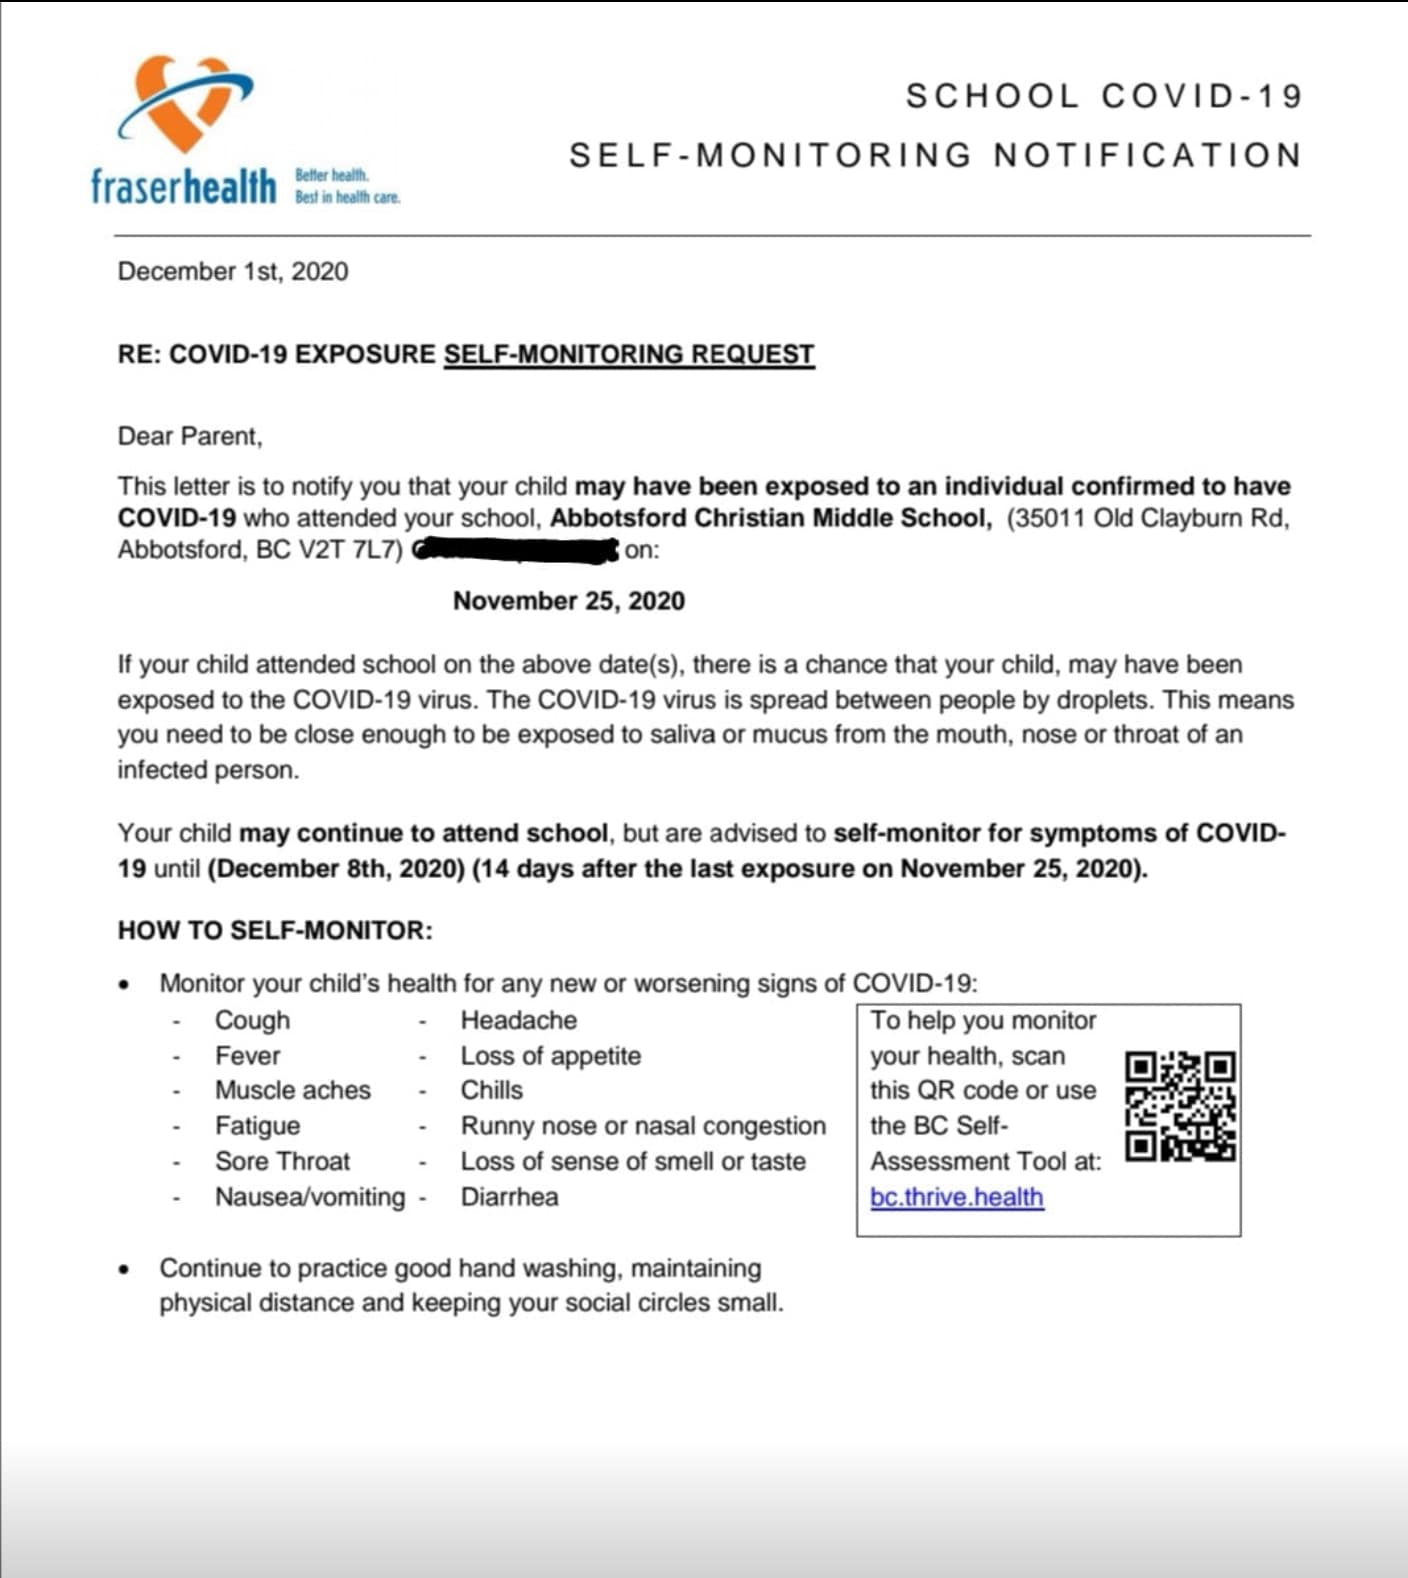 fraserhealth
Better health.
Best in health care.
SCHOOL COVID-19
SELF-MONITORING NOTIFICATION
December 1st, 2020
RE: COVID-19 EXPOSURE SELF-MONITORING REQUEST
Dear Parent,
This letter is to notify you that your child may have been exposed to an individual confirmed to have
COVID-19 who attended your school, Abbotsford Christian Middle School, (35011 Old Clayburn Rd,
Abbotsford, BC V2T 7L7) on:
November 25, 2020
If your child attended school on the above date(s), there is a chance that your child, may have been
exposed to the COVID-19 virus. The COVID-19 virus is spread between people by droplets. This means
you need to be close enough to be exposed to saliva or mucus from the mouth, nose or throat of an
infected person.
Your child may continue to attend school, but are advised to self-monitor for symptoms of COVID-
19 until (December 8th, 2020) (14 days after the last exposure on November 25, 2020).
HOW TO SELF-MONITOR:
• Monitor your child's health for any new or worsening signs of COVID-19:
- Cough
- Fever
- Muscle aches
- Fatigue
- Sore Throat
- Nausea/vomiting
- Headache
- Loss of appetite
- Chills
- Runny nose or nasal congestion
- Loss of sense of smell or taste
- Diarrhea
To help you monitor
your health, scan
this QR code or use
the BC Self-
Assessment Tool at:
bc.thrive.health
• Continue to practice good hand washing, maintaining
physical distance and keeping your social circles small.